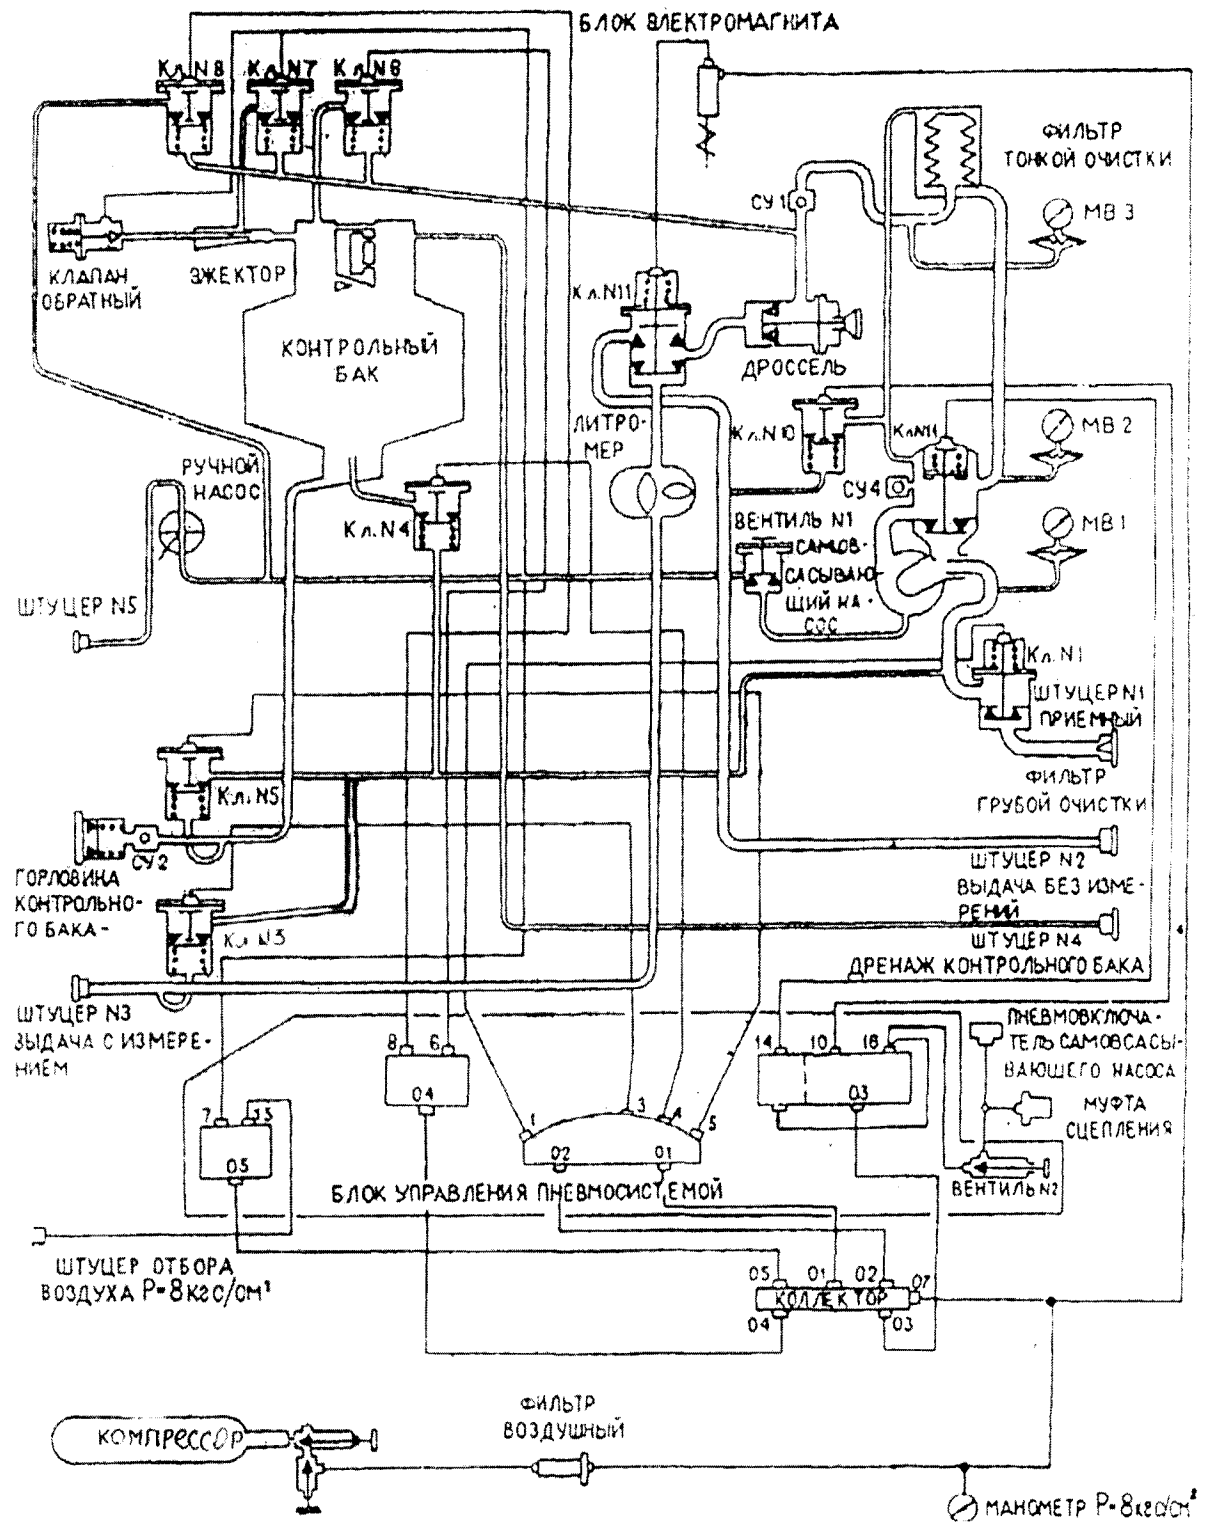 БЛОК ЭЛЕКТРОМАГНИТА
Кл N8
Кл N7
Кл N6
ФИЛЬТР
ТОНКОЙ ОЧИСТКИ
СУ1
МВ 3
КЛАПАН
ОБРАТНЫЙ
ЭЖЕКТОР
Кл.N11
КОНТРОЛЬНЫЙ
БАК
ДРОССЕЛЬ
ЛИТРО-
МЕР
Кл.N10
Кл N14
МВ 2
РУЧНОЙ
НАСОС
СУ4
Кл.N4
ВЕНТИЛЬ N1
МВ1
САМОВ-
САСЫВАЮ-
ЩИЙ НА-
СОС
ШТУЦЕР N5
Кл.N1
ШТУЦЕР N1
ПРИЕМНЫЙ
Кл.N5
ФИЛЬТР
ГРУБОЙ ОЧИСТКИ
СУ2
ШТУЦЕР N2
ВЫДАЧА БЕЗ ИЗМЕ-
РЕНИЙ
ГОРЛОВИНА
КОНТРОЛЬНО-
ГО БАКА-
Кл N3
ШТУЦЕР N4
ДРЕНАЖ КОНТРОЛЬНОГО БАКА
ШТУЦЕР N3
ВЫДАЧА С ИЗМЕРЕ-
НИЕМ
ПНЕВМОВКЛЮЧА-
ТЕЛЬ САМОВСАСЫ-
ВАЮЩЕГО НАСОСА
8 6
04
14 10 16
03
МУФТА
СЦЕПЛЕНИЯ
7 13
05
1 3 4 5
02 01
ВЕНТИЛЬ N2
БЛОК УПРАВЛЕНИЯ ПНЕВМОСИСТЕМОЙ
ШТУЦЕР ОТБОРА
ВОЗДУХА Р=8кгс/см²
05 01 02 07
КОЛЛЕКТОР
04 03
ФИЛЬТР
ВОЗДУШНЫЙ
КОМПРЕССОР
МАНОМЕТР Р=8кгс/см²